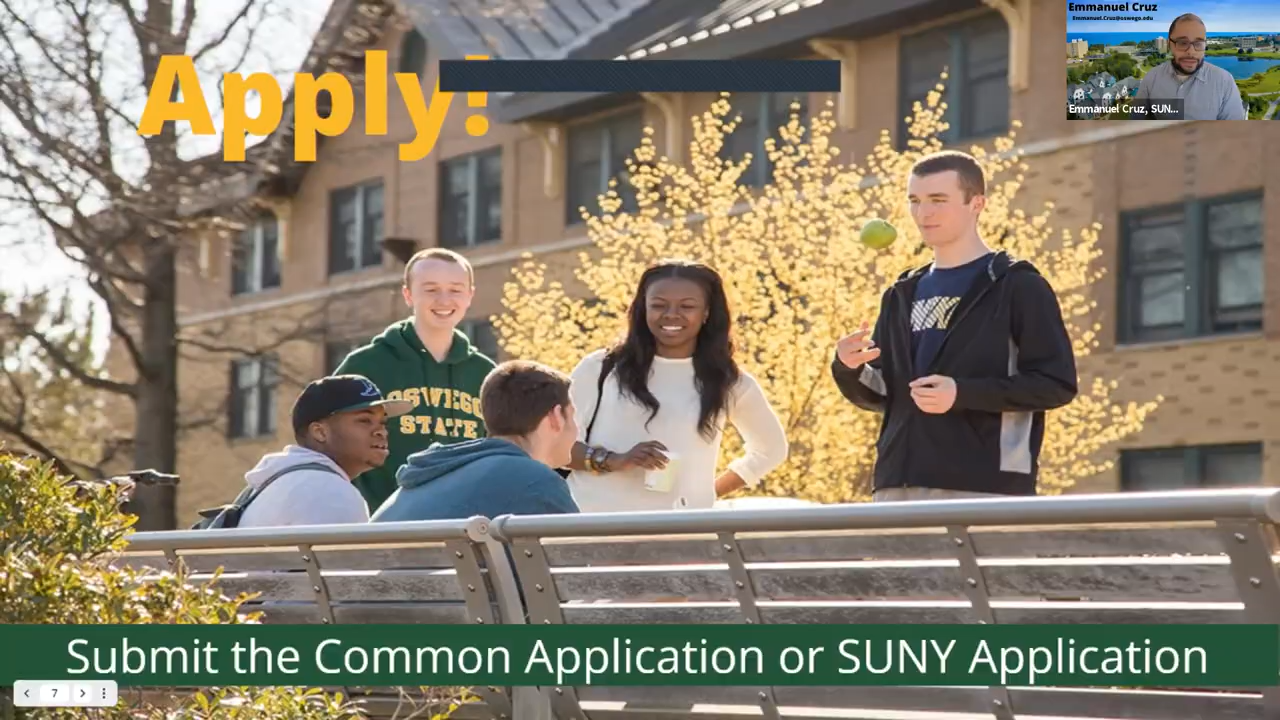 Apply!
Emmanuel Cruz
Emmanuel.Cruz@oswego.edu
Emmanuel Cruz, SUN...
OSWEGO
STATE
Submit the Common Application or SUNY Application
7